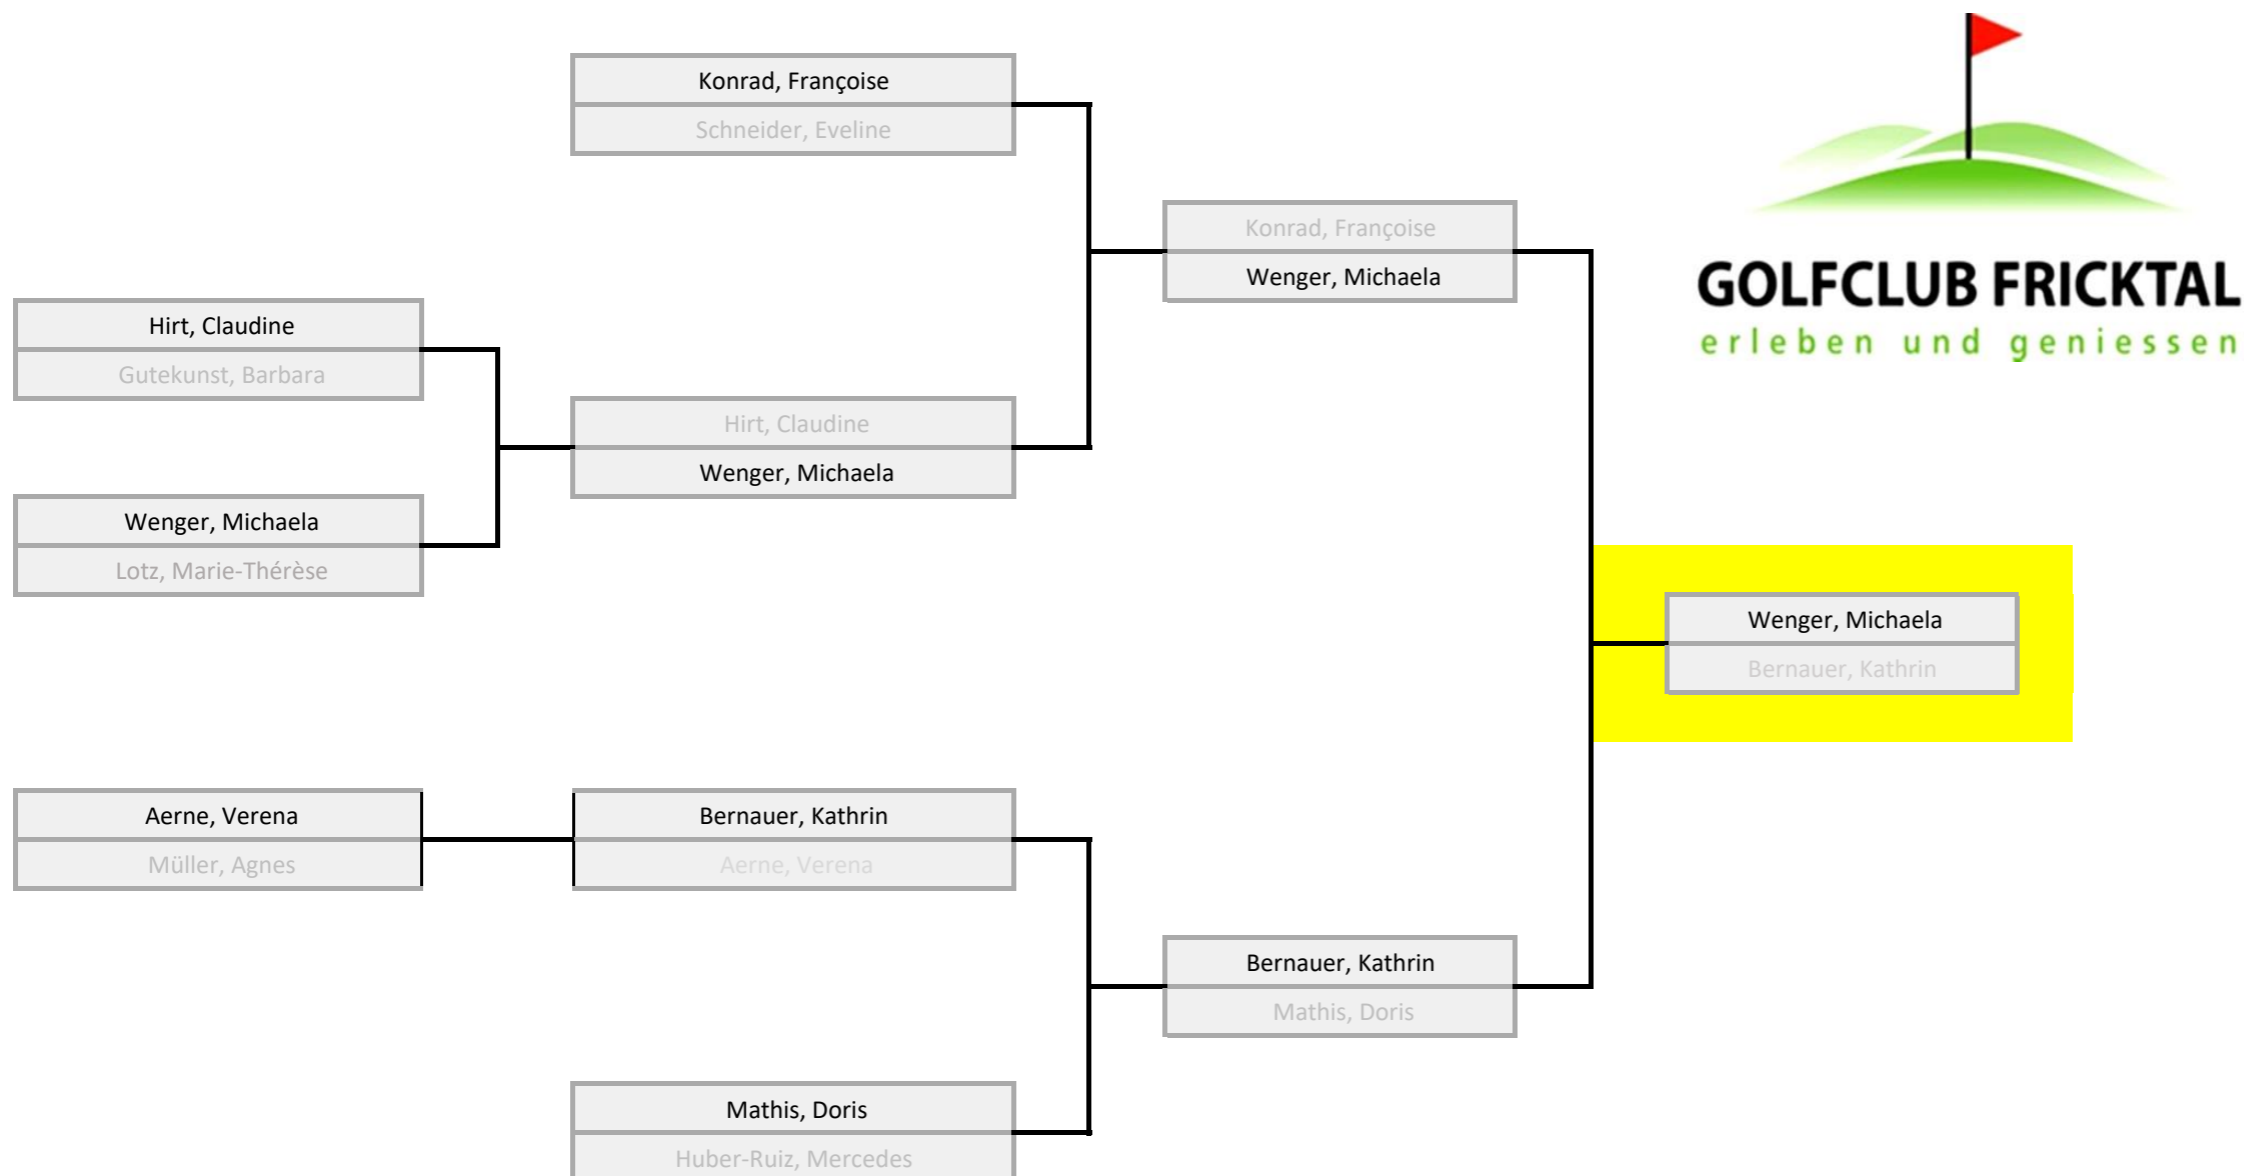 Konrad, Françoise
Schneider, Eveline
Hirt, Claudine
Gutekunst, Barbara
Wenger, Michaela
Lotz, Marie-Thérèse
Hirt, Claudine
Wenger, Michaela
Konrad, Françoise
Wenger, Michaela
GOLFCLUB FRICKTAL
erleben und geniessen
Wenger, Michaela
Bernauer, Kathrin
Aerne, Verena
Müller, Agnes
Bernauer, Kathrin
Aerne, Verena
Bernauer, Kathrin
Mathis, Doris
Mathis, Doris
Huber-Ruiz, Mercedes